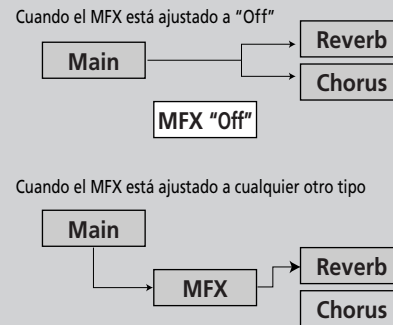 Cuando el MFX está ajustado a “Off”
Main
Reverb
Chorus
MFX “Off”
Cuando el MFX está ajustado a cualquier otro tipo
Main
MFX
Reverb
Chorus